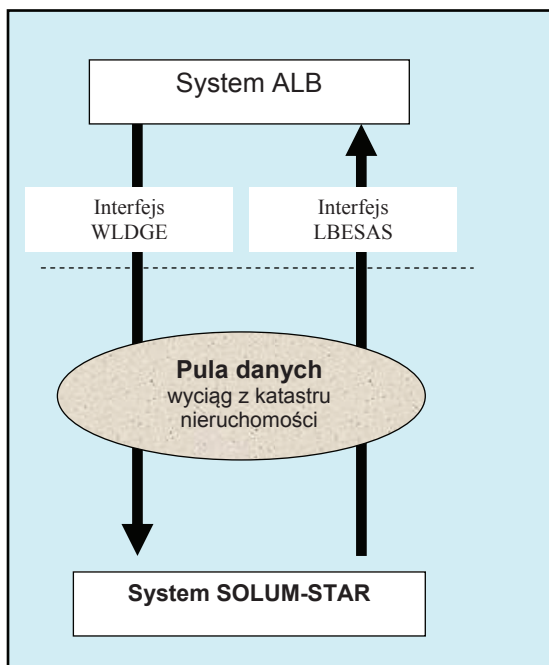 System ALB
Interfejs
WLDGE
Interfejs
LBESAS
Pula danych
wyciąg z katastru
nieruchomości
System SOLUM-STAR